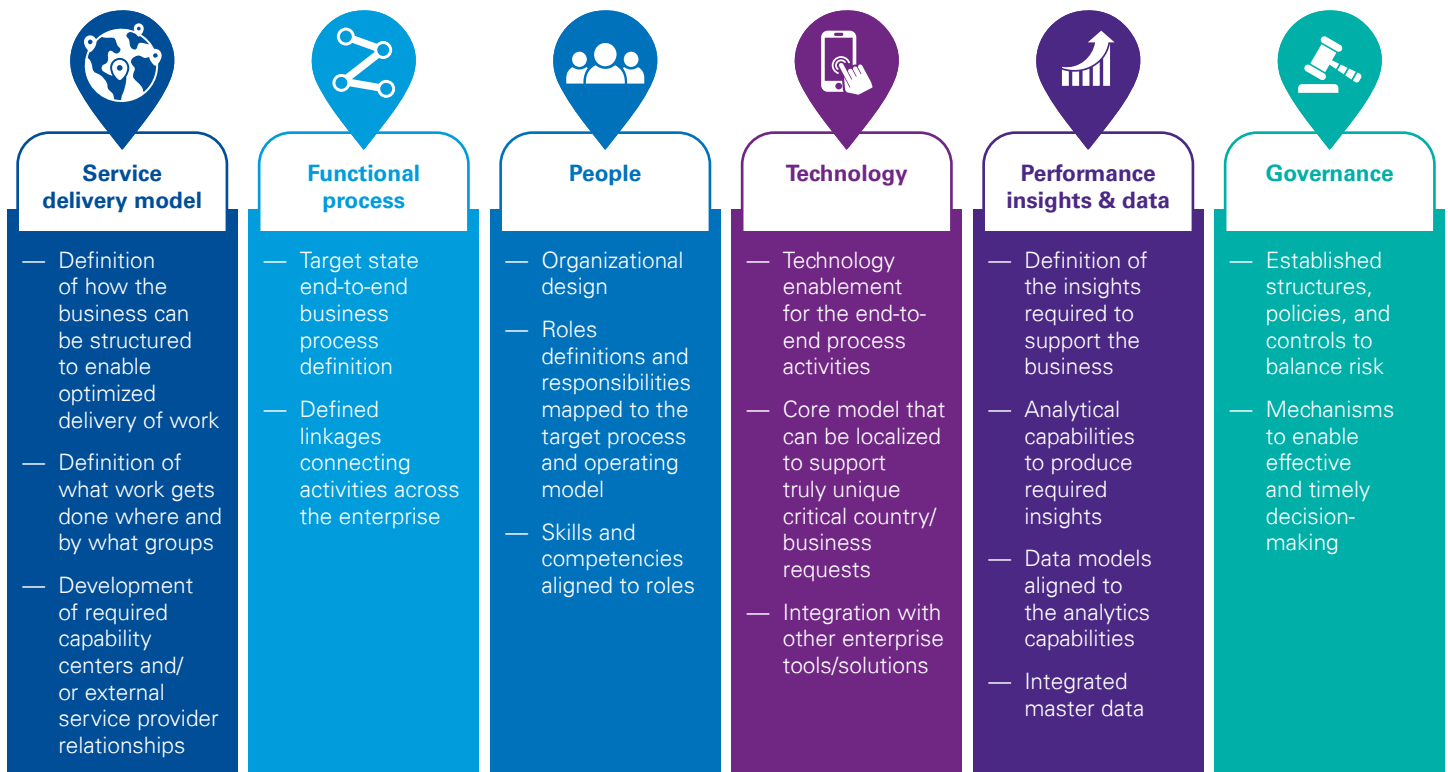 Service
delivery model
— Definition
of how the
business can
be structured
to enable
optimized
delivery of work
— Definition of
what work gets
done where and
by what groups
— Development
of required
capability
centers and/
or external
service provider
relationships
Functional
process
— Target state
end-to-end
business
process
definition
— Defined
linkages
connecting
activities across
the enterprise
People
— Organizational
design
— Roles
definitions and
responsibilities
mapped to the
target process
and operating
model
— Skills and
competencies
aligned to roles
Technology
— Technology
enablement
for the end-to-
end process
activities
— Core model that
can be localized
to support
truly unique
critical country/
business
requests
— Integration with
other enterprise
tools/solutions
Performance
insights & data
— Definition of
the insights
required to
support the
business
— Analytical
capabilities
to produce
required
insights
— Data models
aligned to
the analytics
capabilities
— Integrated
master data
Governance
— Established
structures,
policies, and
controls to
balance risk
— Mechanisms
to enable
effective
and timely
decision-
making